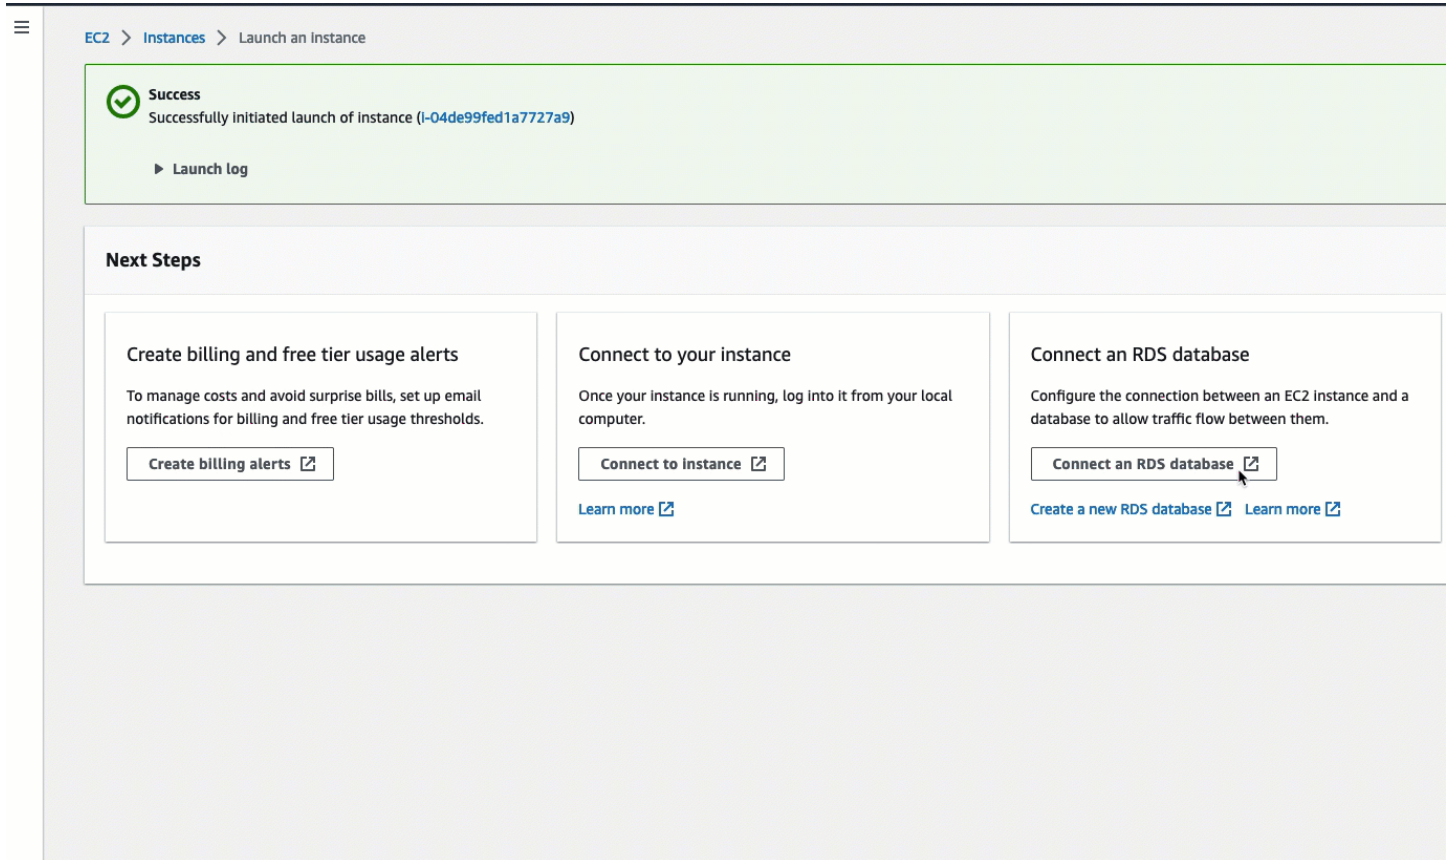 EC2 > Instances > Launch an instance
Success
Successfully initiated launch of instance (i-04de99fed1a7727a9)
Launch log
Next Steps
Create billing and free tier usage alerts
To manage costs and avoid surprise bills, set up email
notifications for billing and free tier usage thresholds.
Create billing alerts
Connect to your instance
Once your instance is running, log into it from your local
computer.
Connect to instance
Learn more
Connect an RDS database
Configure the connection between an EC2 instance and a
database to allow traffic flow between them.
Connect an RDS database
Create a new RDS database Learn more